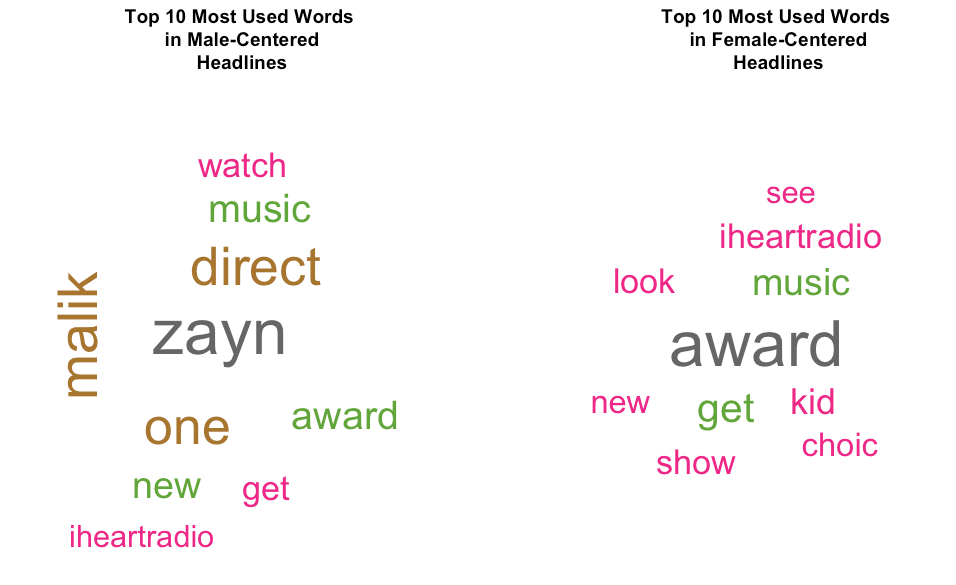 Top 10 Most Used Words
in Male-Centered
Headlines
watch
music
direct
malik
zayn
one
award
new
get
iheartradio
Top 10 Most Used Words
in Female-Centered
Headlines
see
iheartradio
look
music
award
new
get
kid
choic
show